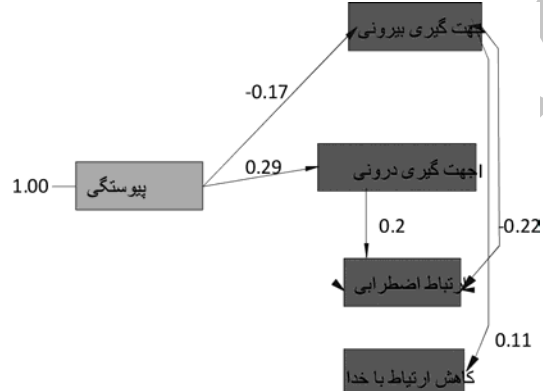 جهت گیری بیرونی
-0.17
1.00
پیوستگی
0.29
اجهت گیری درونی
0.2
-0.22
ارتباط اضطرابی
0.11
کاهش ارتباط با خدا